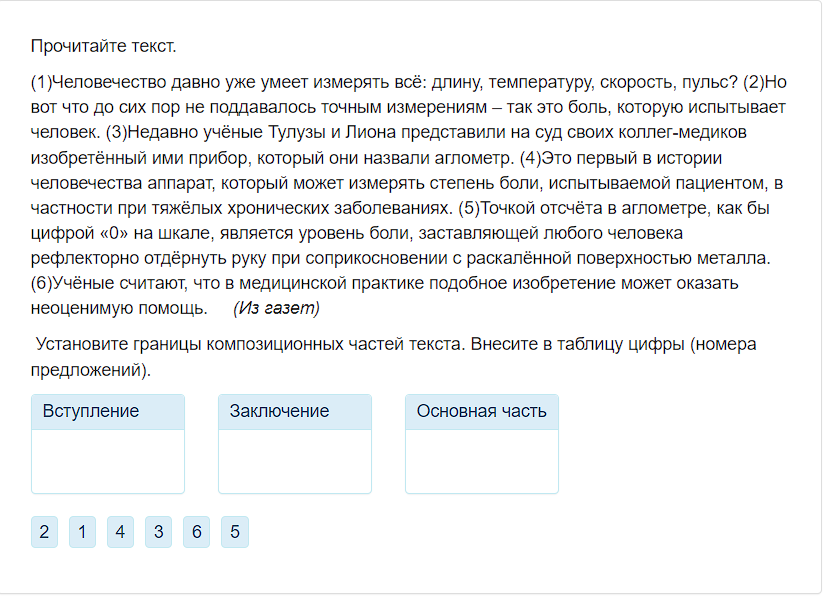 Прочитайте текст.
(1)Человечество давно уже умеет измерять всё: длину, температуру, скорость, пульс? (2)Но
вот что до сих пор не поддавалось точным измерениям – так это боль, которую испытывает
человек. (3)Недавно учёные Тулузы и Лиона представили на суд своих коллег-медиков
изобретённый ими прибор, который они назвали аглометр. (4)Это первый в истории
человечества аппарат, который может измерять степень боли, испытываемой пациентом, в
частности при тяжёлых хронических заболеваниях. (5)Точкой отсчёта в аглометре, как бы
цифрой «0» на шкале, является уровень боли, заставляющей любого человека
рефлекторно отдёрнуть руку при соприкосновении с раскалённой поверхностью металла.
(6)Учёные считают, что в медицинской практике подобное изобретение может оказать
неоценимую помощь. (Из газет)
Установите границы композиционных частей текста. Внесите в таблицу цифры (номера
предложений).
Вступление Заключение Основная часть
2 1 4 3 6 5